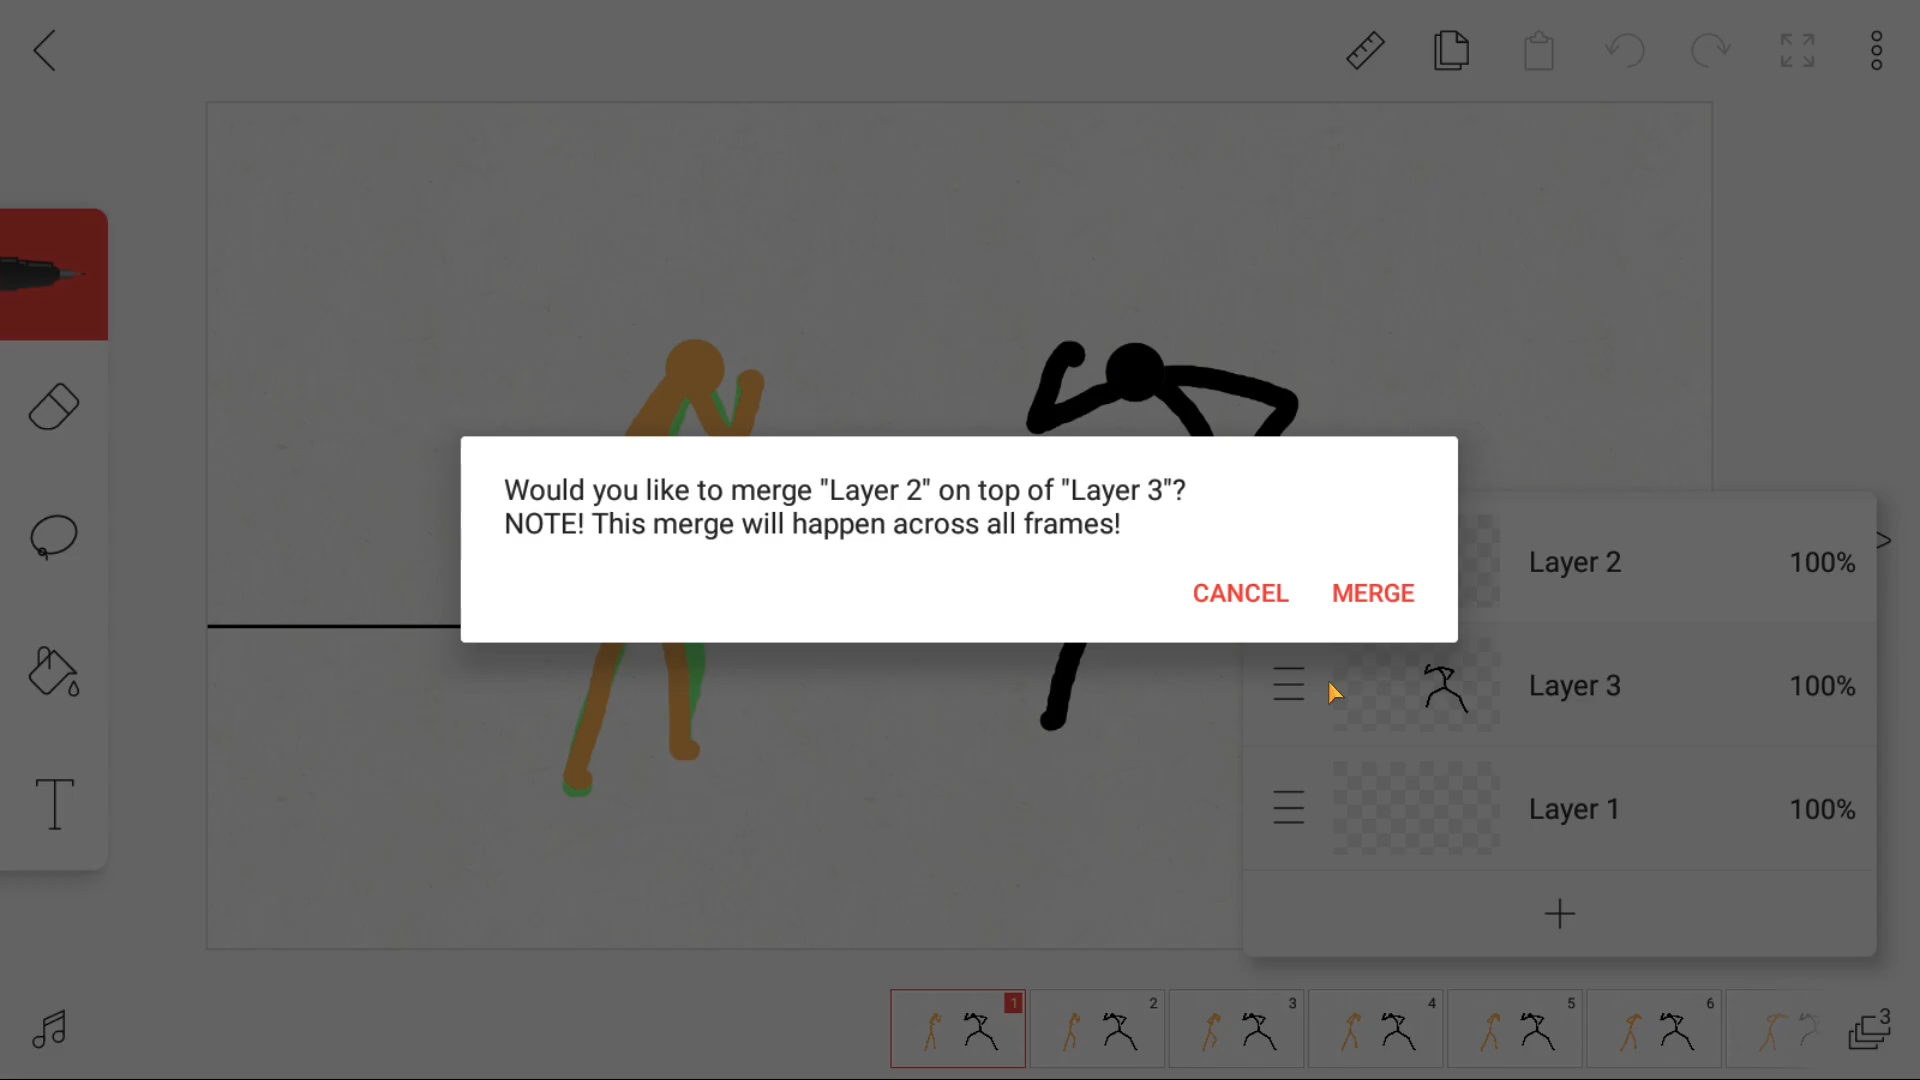 Would you like to merge "Layer 2" on top of "Layer 3"?
NOTE! This merge will happen across all frames!
CANCEL MERGE
Layer 2 100%
Layer 3 100%
Layer 1 100%
T
1 2 3 4 5 6 3